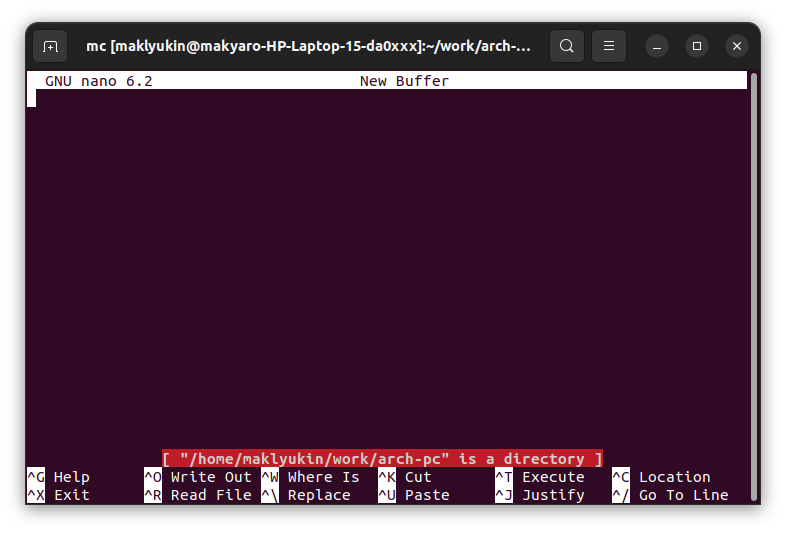 mc [maklyukin@makyaro-HP-Laptop-15-da0xxx]:~/work/arch-...
GNU nano 6.2 New Buffer
[ "/home/maklyukin/work/arch-pc" is a directory ]
^G Help ^O Write Out ^W Where Is ^K Cut ^T Execute ^C Location
^X Exit ^R Read File ^\ Replace ^U Paste ^J Justify ^/ Go To Line